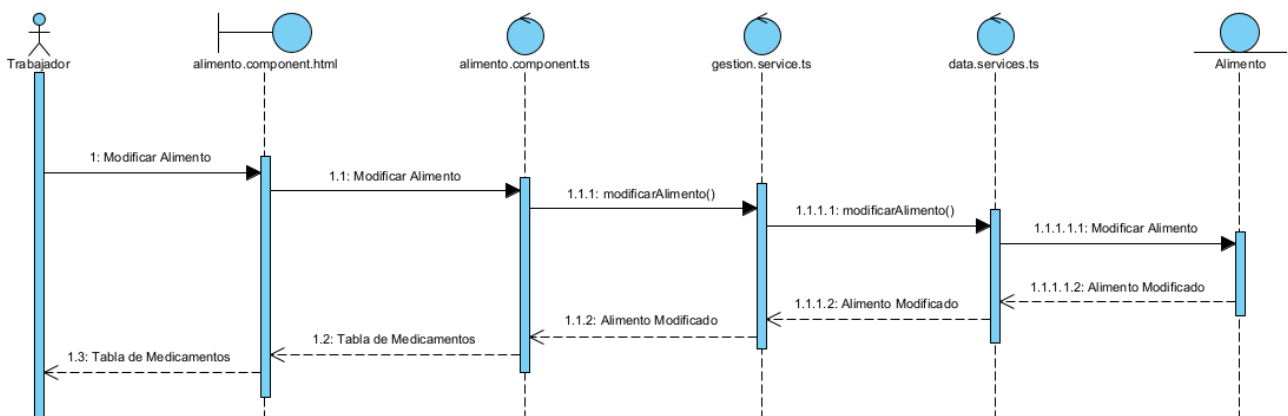 Trabajador
alimento.component.html
alimento.component.ts
gestion.service.ts
data.services.ts
Alimento
1: Modificar Alimento
1.1: Modificar Alimento
1.1.1: modificarAlimento()
1.1.1.1: modificarAlimento()
1.1.1.1.1: Modificar Alimento
1.1.1.1.2: Alimento Modificado
1.1.1.2: Alimento Modificado
1.1.2: Alimento Modificado
1.2: Tabla de Medicamentos
1.3: Tabla de Medicamentos